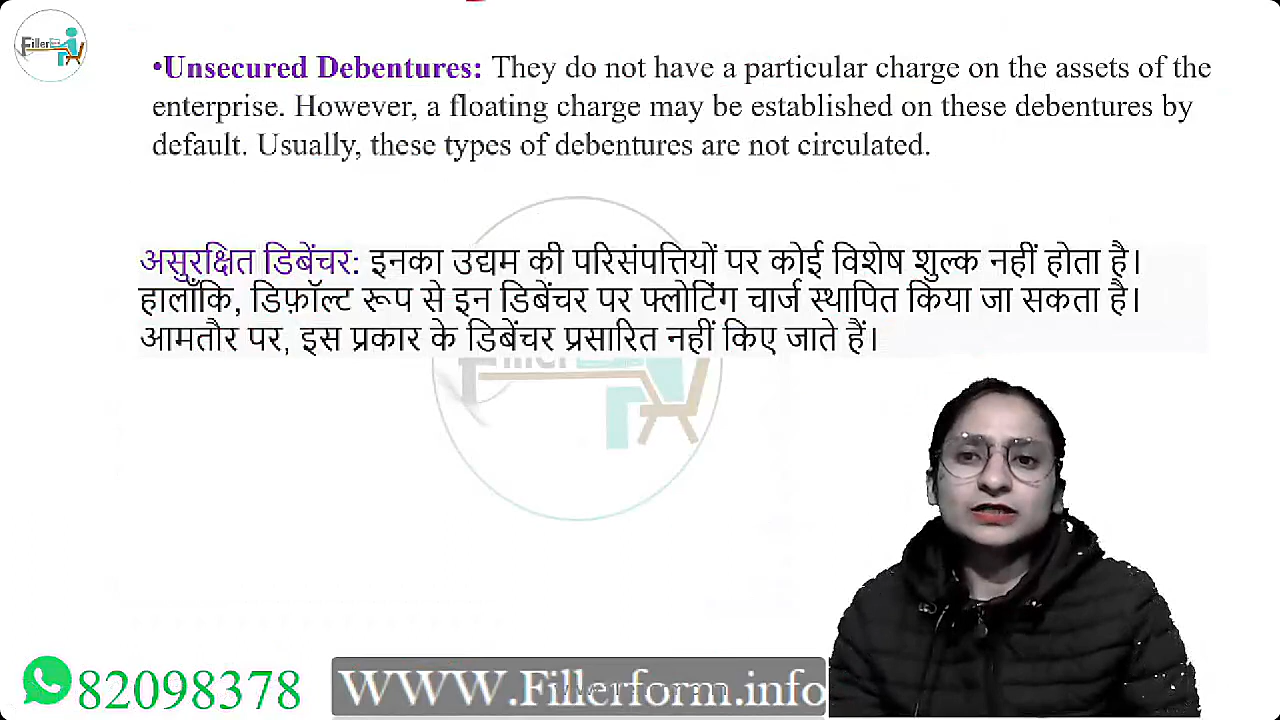 Filler
•Unsecured Debentures: They do not have a particular charge on the assets of the
enterprise. However, a floating charge may be established on these debentures by
default. Usually, these types of debentures are not circulated.
असुरक्षित डिबेंचर: इनका उद्यम की परिसंपत्तियों पर कोई विशेष शुल्क नहीं होता है।
हालाँकि, डिफ़ॉल्ट रूप से इन डिबेंचर पर फ्लोटिंग चार्ज स्थापित किया जा सकता है।
आमतौर पर, इस प्रकार के डिबेंचर प्रसारित नहीं किए जाते हैं।
Filler
82098378
WWW.Fillerform.info